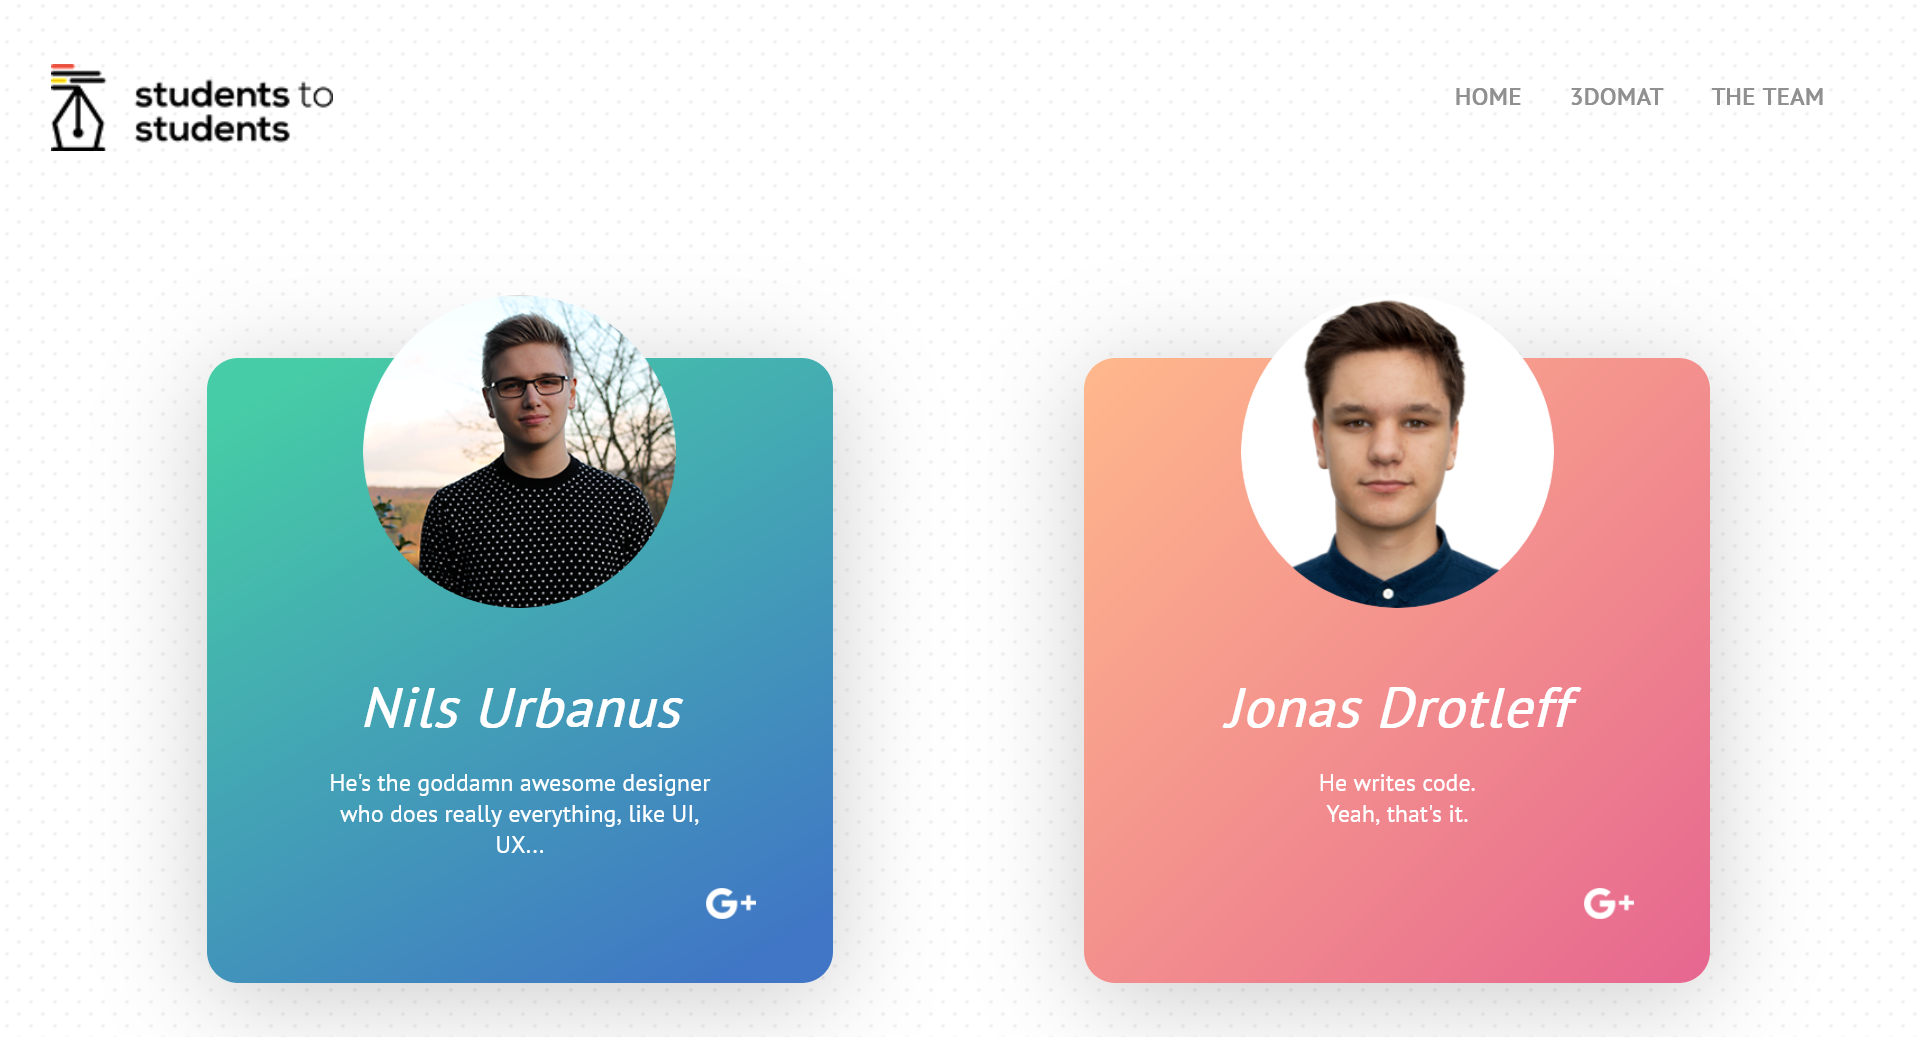 students to
students
HOME
3DOMAT
THE TEAM
Nils Urbanus
He's the goddamn awesome designer
who does really everything, like UI,
UX...
G+
Jonas Drotleff
He writes code.
Yeah, that's it.
G+